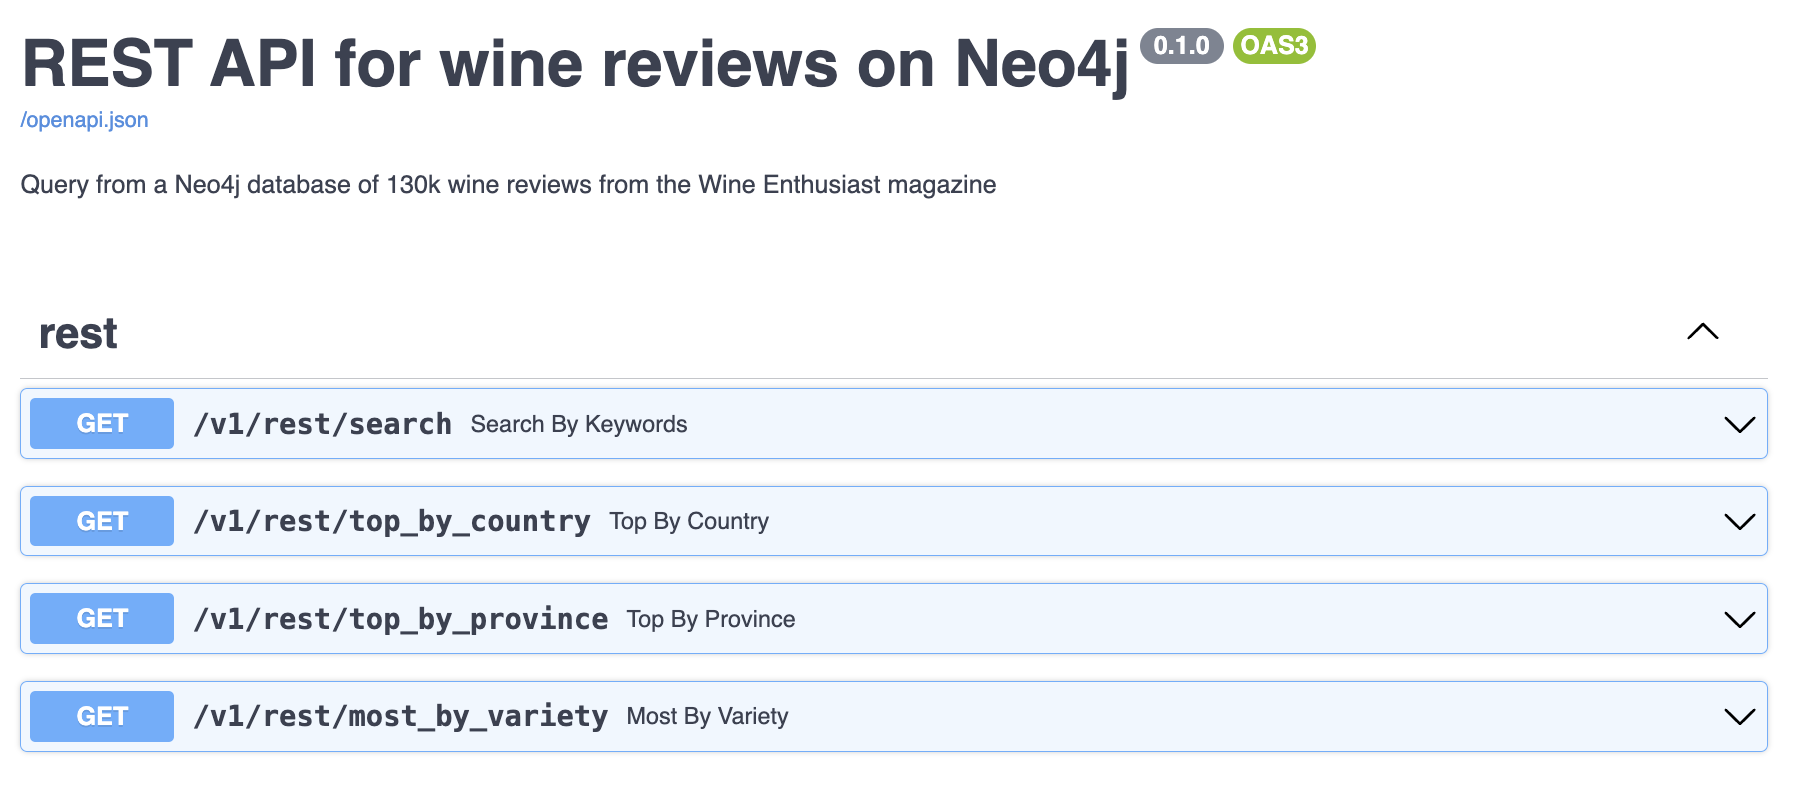 REST API for wine reviews on Neo4j 0.1.0 OAS3
/openapi.json
Query from a Neo4j database of 130k wine reviews from the Wine Enthusiast magazine
rest
GET /v1/rest/search Search By Keywords
GET /v1/rest/top_by_country Top By Country
GET /v1/rest/top_by_province Top By Province
GET /v1/rest/most_by_variety Most By Variety